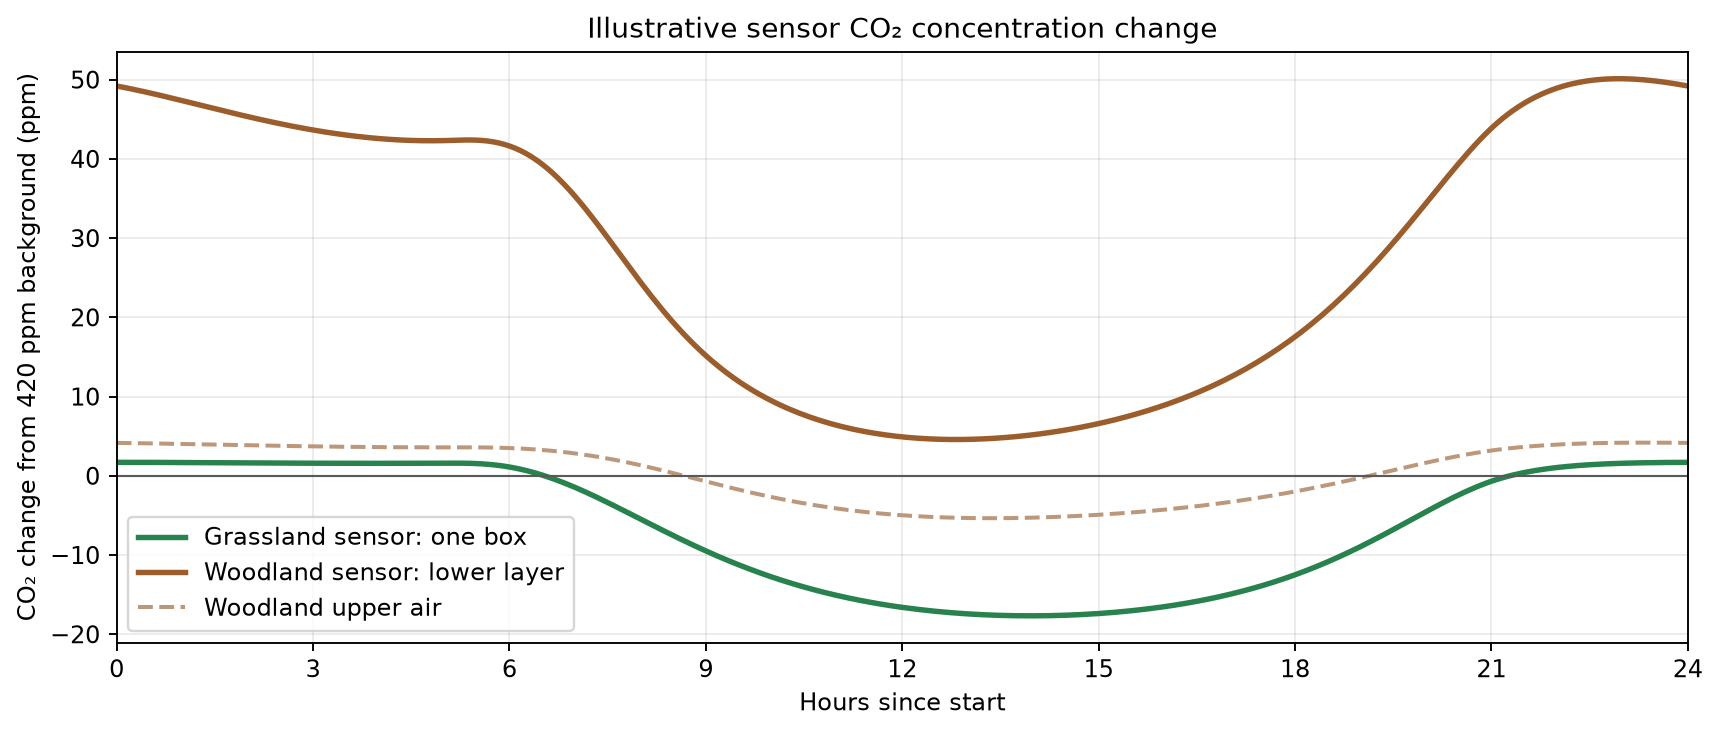 Illustrative sensor CO₂ concentration change
CO₂ change from 420 ppm background (ppm)
50
40
30
20
10
0
−10
−20
Grassland sensor: one box
Woodland sensor: lower layer
Woodland upper air
0 3 6 9 12 15 18 21 24
Hours since start